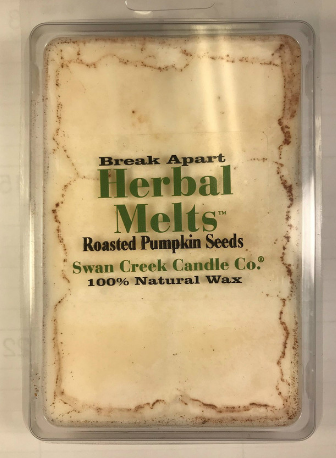 Break Apart
Herbal
Melts™
Roasted Pumpkin Seeds
Swan Creek Candle Co.®
100% Natural Wax